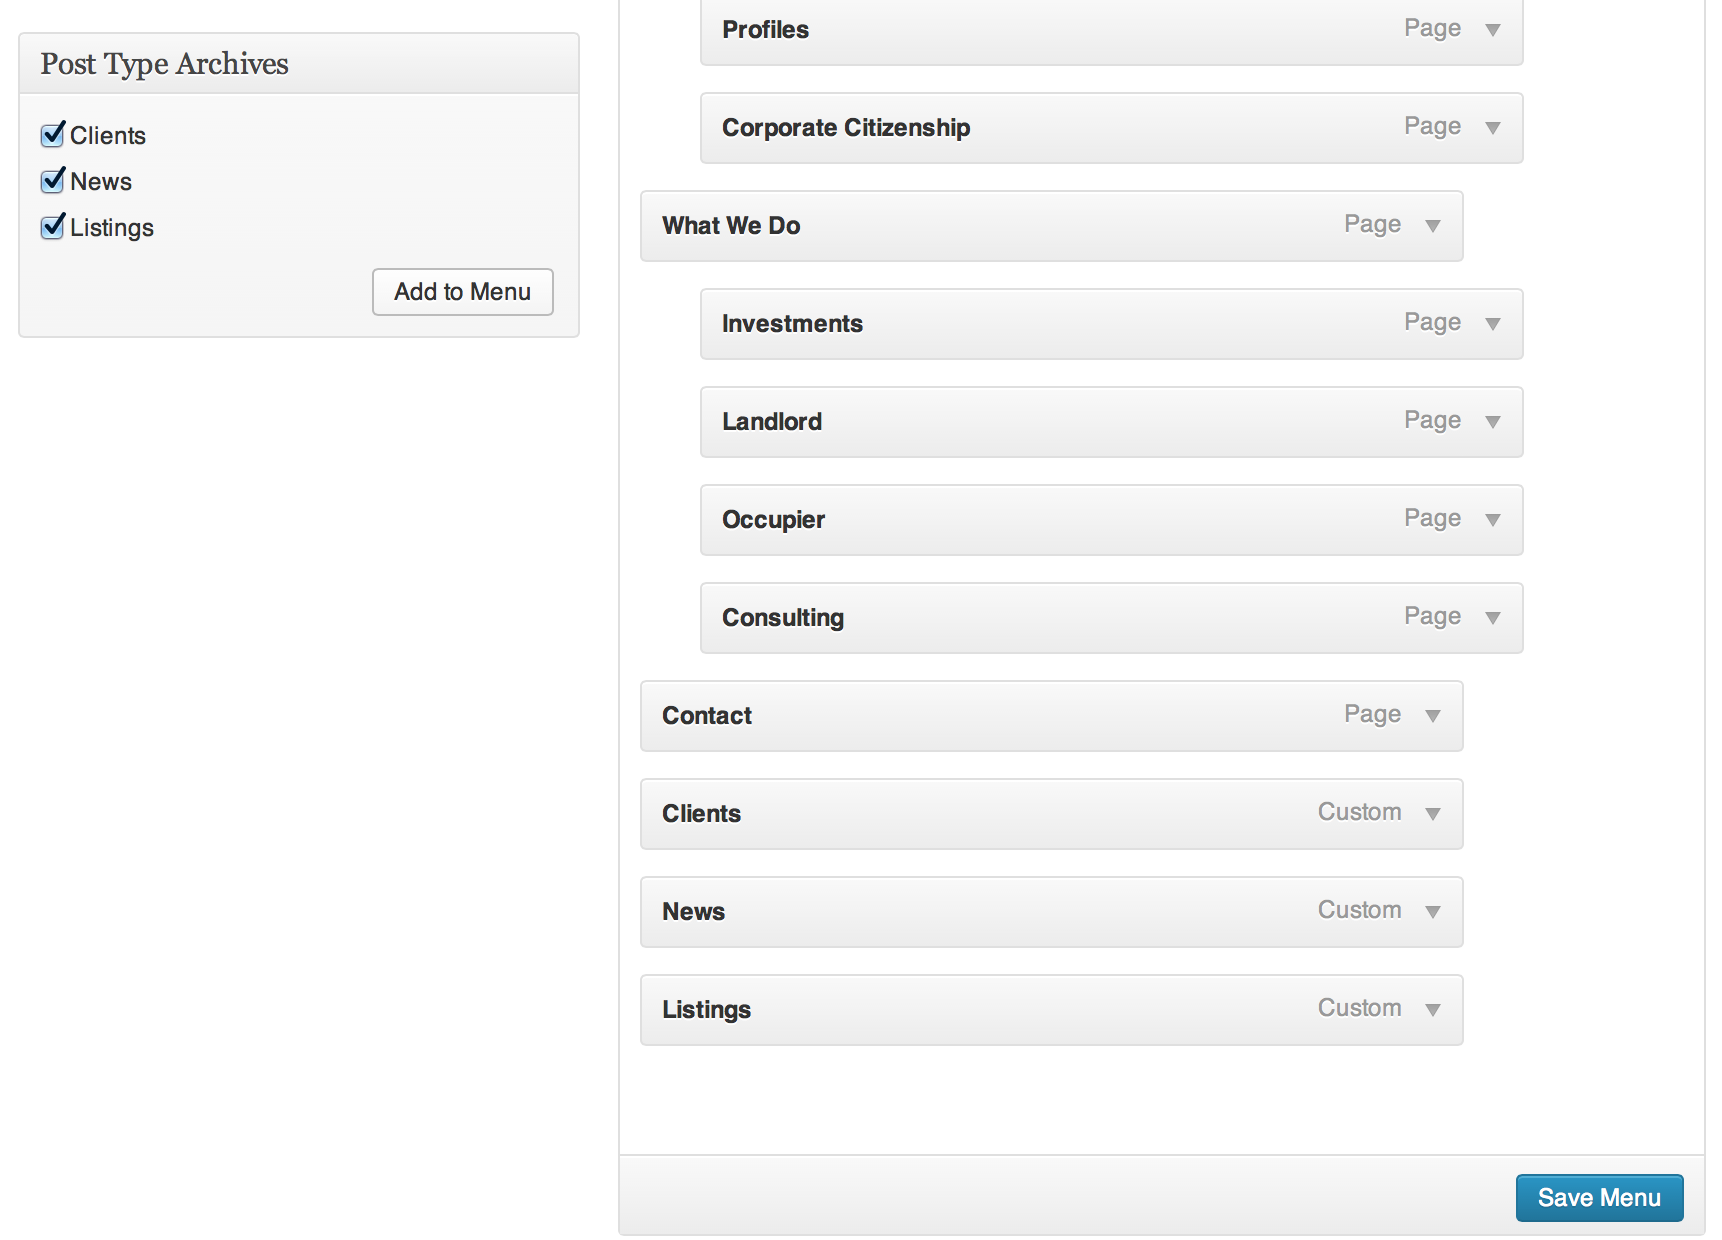 Post Type Archives
Clients
News
Listings
Add to Menu
Profiles Page
Corporate Citizenship Page
What We Do Page
Investments Page
Landlord Page
Occupier Page
Consulting Page
Contact Page
Clients Custom
News Custom
Listings Custom
Save Menu